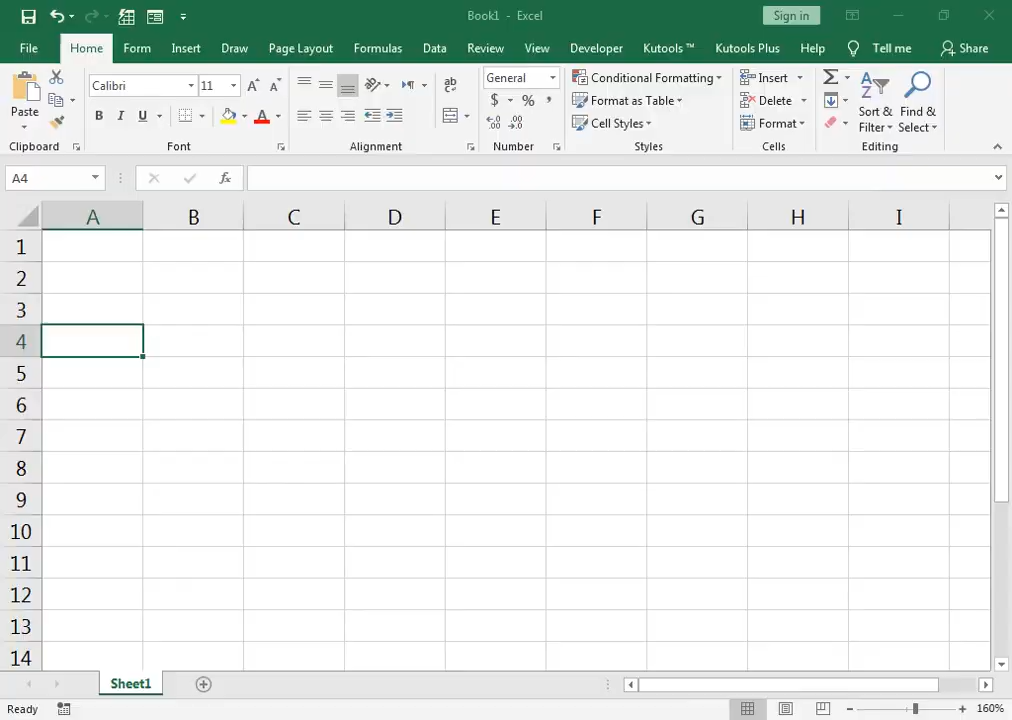 Book1 - Excel
Sign in
File Home Form Insert Draw Page Layout Formulas Data Review View Developer Kutools ™ Kutools Plus Help Tell me Share
Paste
Calibri 11
B I U
A
ab
General
$ % ,
Conditional Formatting
Format as Table
Cell Styles
Insert
Delete
Format
Sort & Filter
Find & Select
Clipboard Font Alignment Number Styles Cells Editing
A4
fx
A B C D E F G H I
1
2
3
4
5
6
7
8
9
10
11
12
13
14
Sheet1
Ready
160%